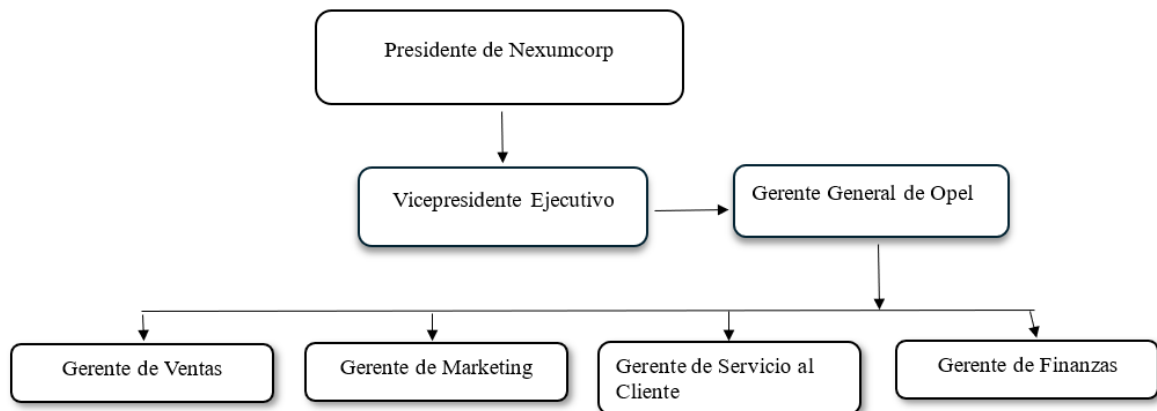 Presidente de Nexumcorp
Vicepresidente Ejecutivo
Gerente General de Opel
Gerente de Ventas
Gerente de Marketing
Gerente de Servicio al
Cliente
Gerente de Finanzas